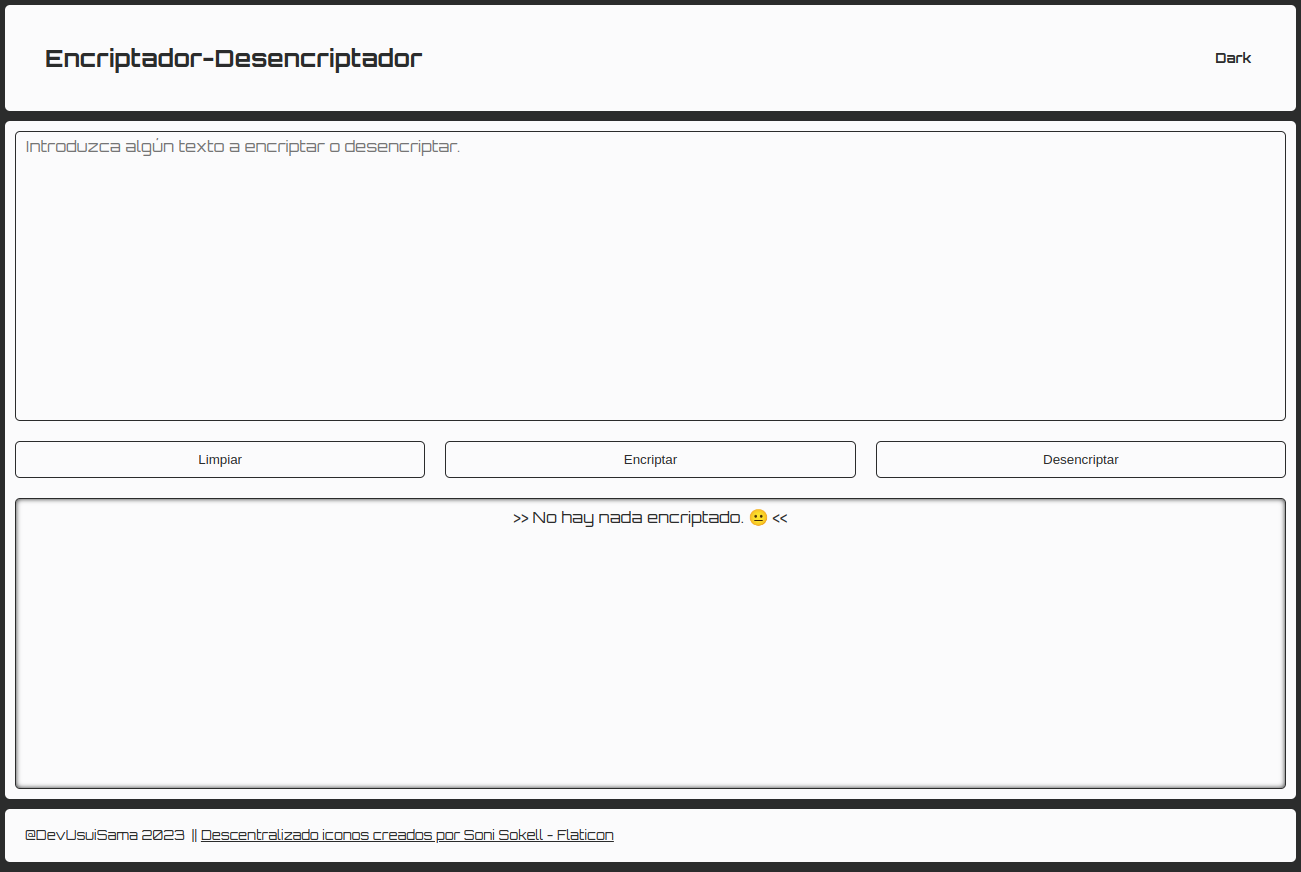 Encriptador-Desencriptador
Dark
Introduzca algún texto a encriptar o desencriptar.
Limpiar
Encriptar
Desencriptar
>> No hay nada encriptado. 😐 <<
@DevUsuiSama 2023 || Descentralizado iconos creados por Soni Sokell - Flaticon